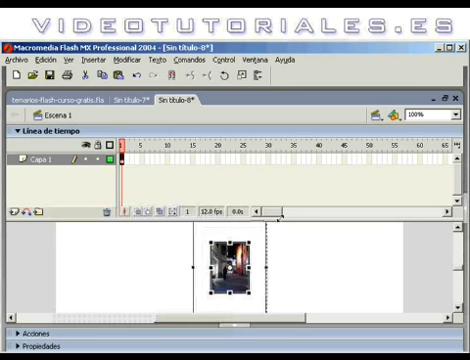 VIDEOTUTORIALES.ES
Macromedia Flash MX Professional 2004 - [Sin título-8*]
Archivo Edición Ver Insertar Modificar Texto Comandos Control Ventana Ayuda
temarios-flash-curso-gratis.fla Sin título-7* Sin título-8*
Escena 1 100%
Línea de tiempo
1 5 10 15 20 25 30 35 40 45 50 55 60 65
Capa 1
1 12.0 fps 0.0s
Acciones
Propiedades